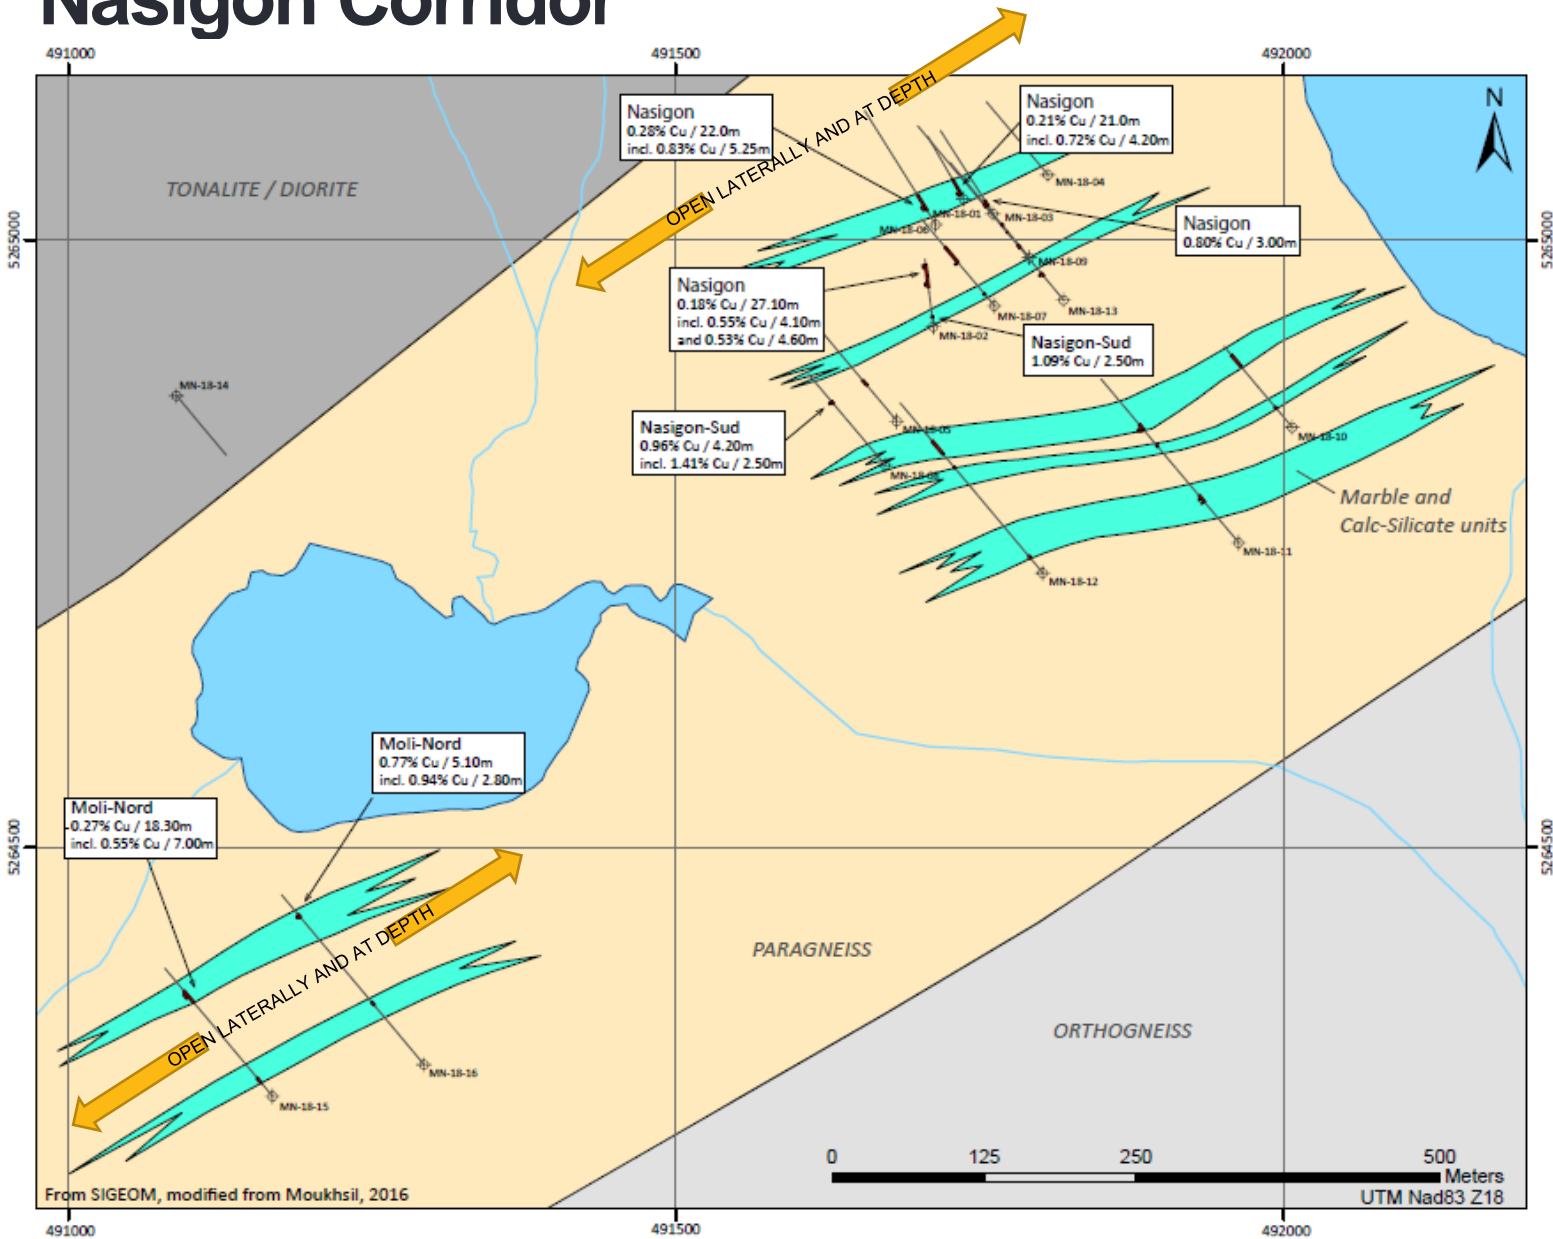 Nasigon Corridor
491000
491500
492000
OPEN LATERALLY AND AT DEPTH
N
Nasigon
0.28% Cu / 22.0m
incl. 0.83% Cu / 5.25m
Nasigon
0.21% Cu / 21.0m
incl. 0.72% Cu / 4.20m
TONALITE / DIORITE
MN-18-04
MN-18-01
MN-18-03
MN-18-06
Nasigon
0.80% Cu / 3.00m
5265000
5265000
MN-18-09
Nasigon
0.18% Cu / 27.10m
incl. 0.55% Cu / 4.10m
and 0.53% Cu / 4.60m
MN-18-07
MN-18-13
MN-18-02
Nasigon-Sud
1.09% Cu / 2.50m
MN-18-14
Nasigon-Sud
0.96% Cu / 4.20m
incl. 1.41% Cu / 2.50m
MN-18-05
MN-18-10
Marble and
Calc-Silicate units
MN-18-11
MN-18-12
Moli-Nord
0.77% Cu / 5.10m
incl. 0.94% Cu / 2.80m
Moli-Nord
0.27% Cu / 18.30m
incl. 0.55% Cu / 7.00m
5264500
5264500
OPEN LATERALLY AND AT DEPTH
PARAGNEISS
ORTHOGNEISS
MN-18-16
MN-18-15
0
125
250
500
Meters
UTM Nad83 Z18
From SIGEOM, modified from Moukhsil, 2016
491000
491500
492000